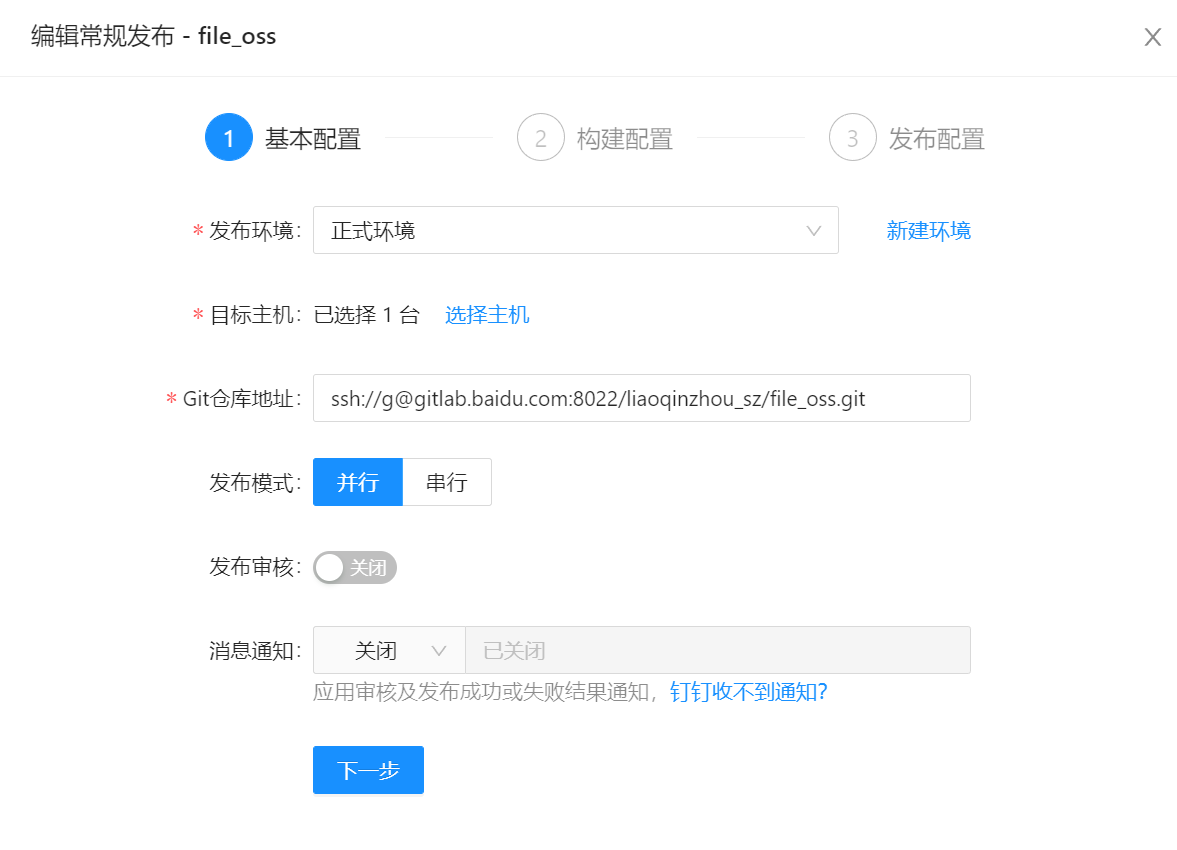 编辑常规发布 - file_oss
1 基本配置 2 构建配置 3 发布配置
* 发布环境: 正式环境 新建环境
* 目标主机: 已选择 1 台 选择主机
* Git仓库地址: ssh://g@gitlab.baidu.com:8022/liaoqinzhou_sz/file_oss.git
发布模式: 并行 串行
发布审核: 关闭
消息通知: 关闭 已关闭
应用审核及发布成功或失败结果通知，钉钉收不到通知?
下一步